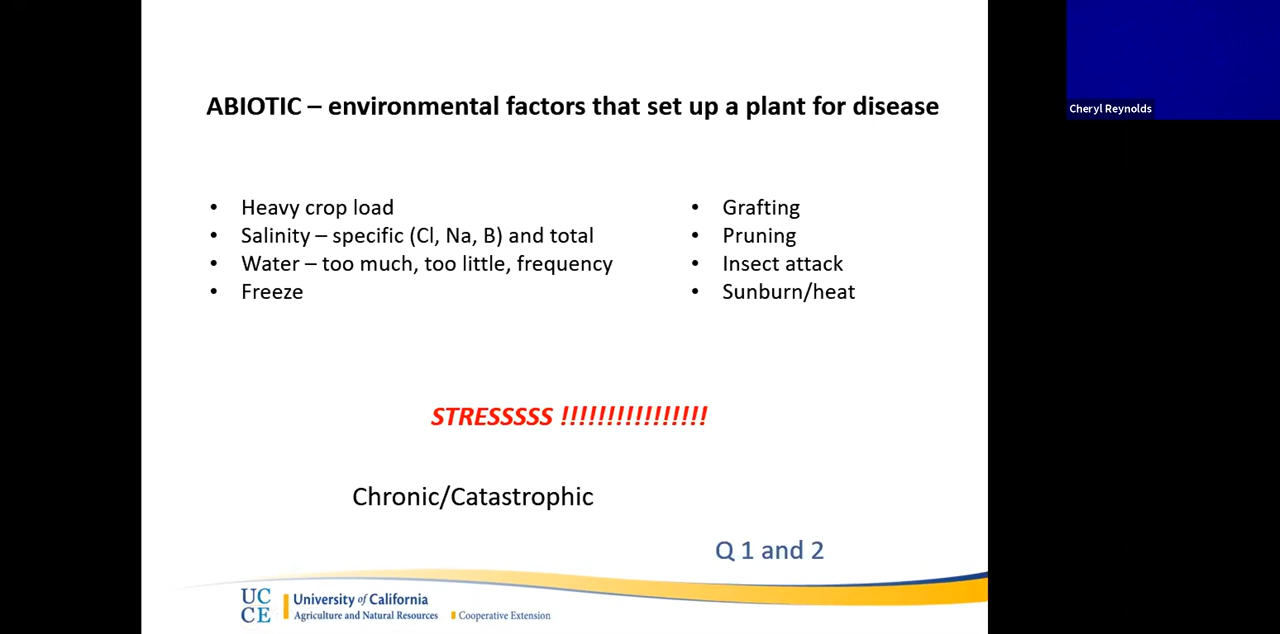 Cheryl Reynolds
ABIOTIC – environmental factors that set up a plant for disease
• Heavy crop load
• Salinity – specific (Cl, Na, B) and total
• Water – too much, too little, frequency
• Freeze
• Grafting
• Pruning
• Insect attack
• Sunburn/heat
STRESSSSS !!!!!!!!!!!!!!!!
Chronic/Catastrophic
Q 1 and 2
UC
CE
University of California
Agriculture and Natural Resources
Cooperative Extension